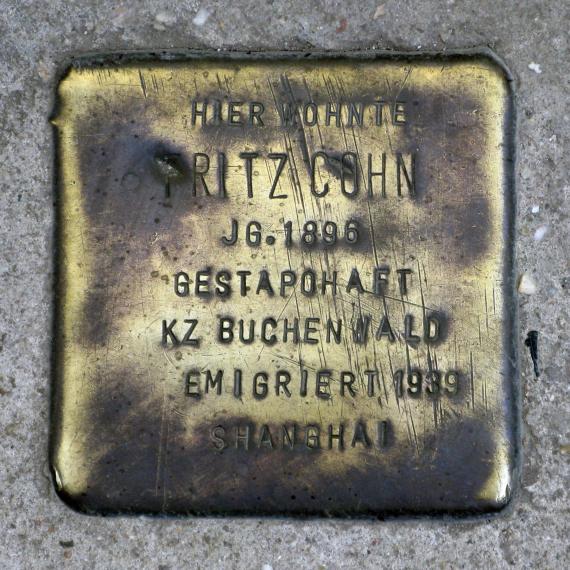 HIER WOHNTE
FRITZ COHN
JG. 1896
GESTAPOHAFT
KZ BUCHENWALD
EMIGRIERT 1939
SHANGHAI